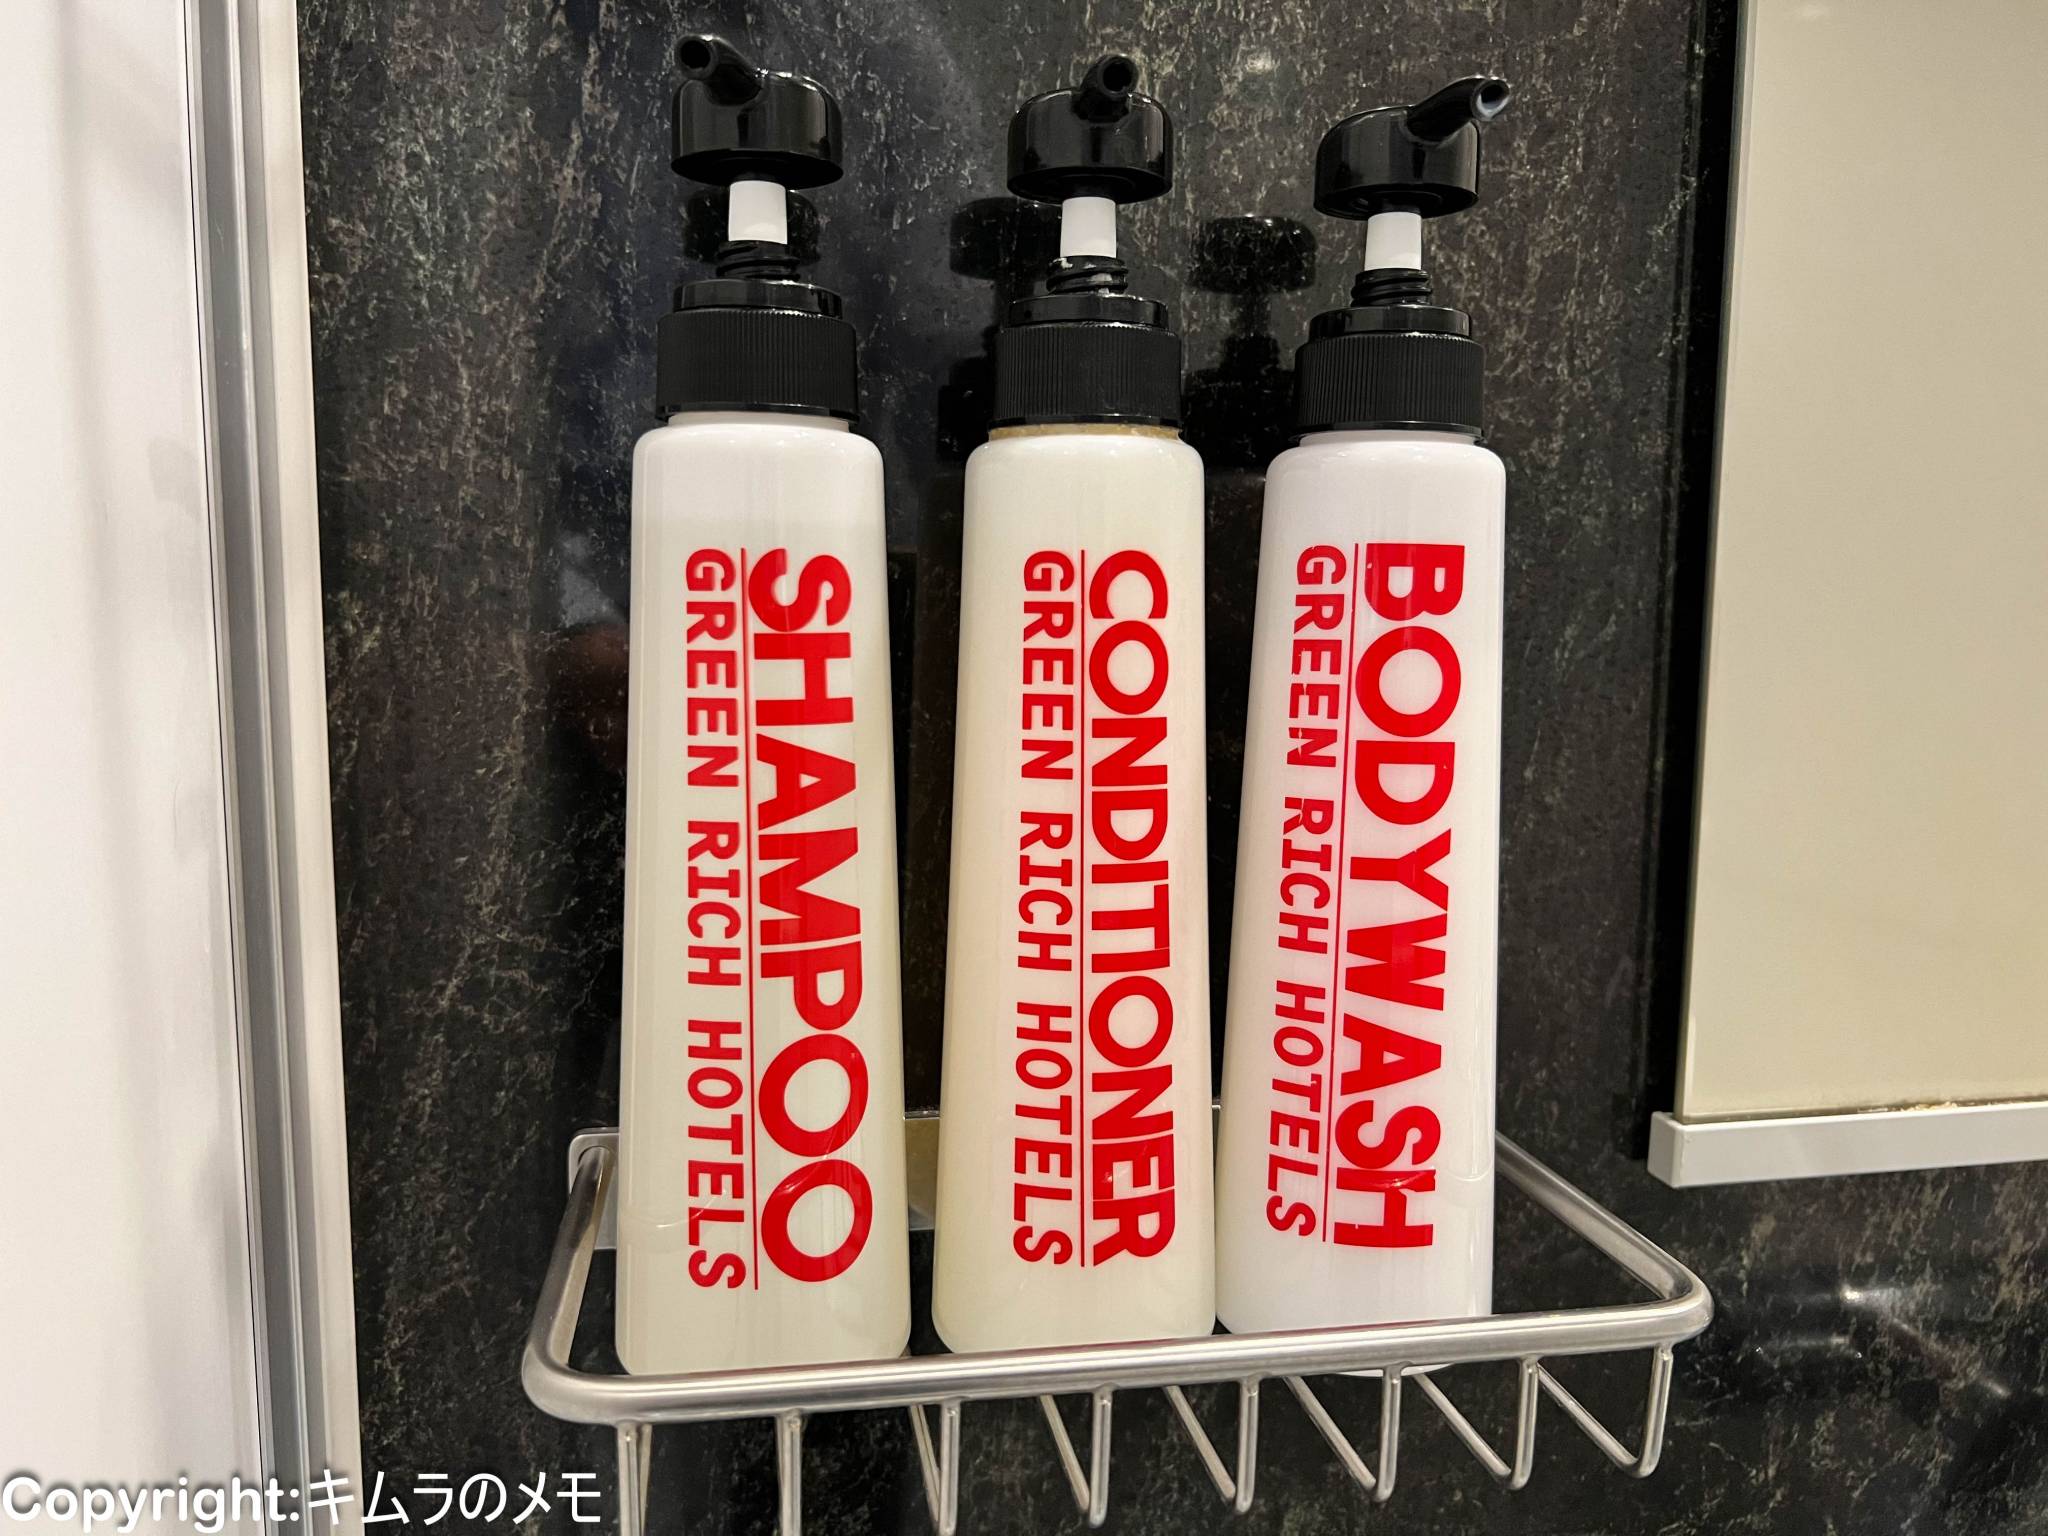 SHAMPOO
GREEN RICH HOTELS
CONDITIONER
GREEN RICH HOTELS
BODYWASH
GREEN RICH HOTELS
Copyright:キムラのメモ